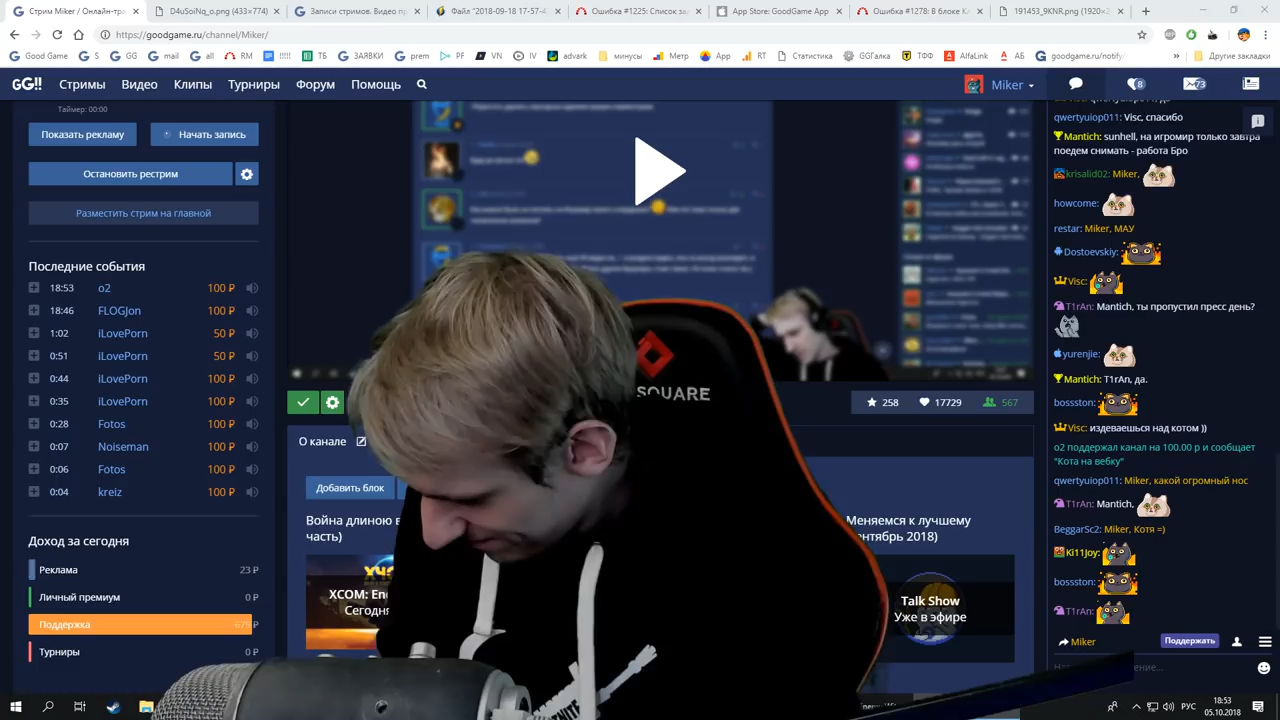 Стрим Miker / Онлайн-тра
D4uSoiNq_o.png (433×774)
Записи стримов. Видео пр
Файл "2018-09-18 17-57-4
Ошибка #1225: Список зад
App Store: GoodGame App
Ошибка #1278: В блоке К
191453_9KNR.png (1920×2
https://goodgame.ru/channel/Miker/
Good Game
GG
mail
all
RM
ТБ
ЗАЯВКИ
prem
PF
VN
IV
advark
минусы
Метр
App
RT
Статистика
GGГалка
ТФФ
AlfaLink
АБ
goodgame.ru/notify
Другие закладки
GG!!
Стримы
Видео
Клипы
Турниры
Форум
Помощь
Miker
8
73
Таймер: 00:00
Показать рекламу
Начать запись
Остановить рестрим
Разместить стрим на главной
Последние события
18:53 o2 100 ₽
18:46 FLOGJon 100 ₽
1:02 iLovePorn 50 ₽
0:51 iLovePorn 50 ₽
0:44 iLovePorn 100 ₽
0:35 iLovePorn 100 ₽
0:28 Fotos 100 ₽
0:07 Noiseman 100 ₽
0:06 Fotos 100 ₽
0:04 kreiz 100 ₽
Доход за сегодня
Реклама 23 ₽
Личный премиум 0 ₽
Поддержка 679 ₽
Турниры 0 ₽
SQUARE
258
17729
567
О канале
Добавить блок
Война длиною в
часть)
XCOM: En
Сегодня
Меняемся к лучшему
ентябрь 2018)
Talk Show
Уже в эфире
qwertyuiop011: Visc, спасибо
Mantich: sunhell, на игромир только завтра
поедем снимать - работа Бро
krisalid02: Miker,
howcome:
restar: Miker, МАУ
Dostoevskiy:
Visc:
T1rAn: Mantich, ты пропустил пресс день?
yurenjie:
Mantich: T1rAn, да.
bossston:
Visc: издеваешься над котом ))
o2 поддержал канал на 100.00 р и сообщает
"Кота на вебку"
qwertyuiop011: Miker, какой огромный нос
T1rAn: Mantich,
BeggarSc2: Miker, Котя =)
Ki11Joy:
bossston:
T1rAn:
Miker
Поддержать
РУС
18:53
05.10.2018